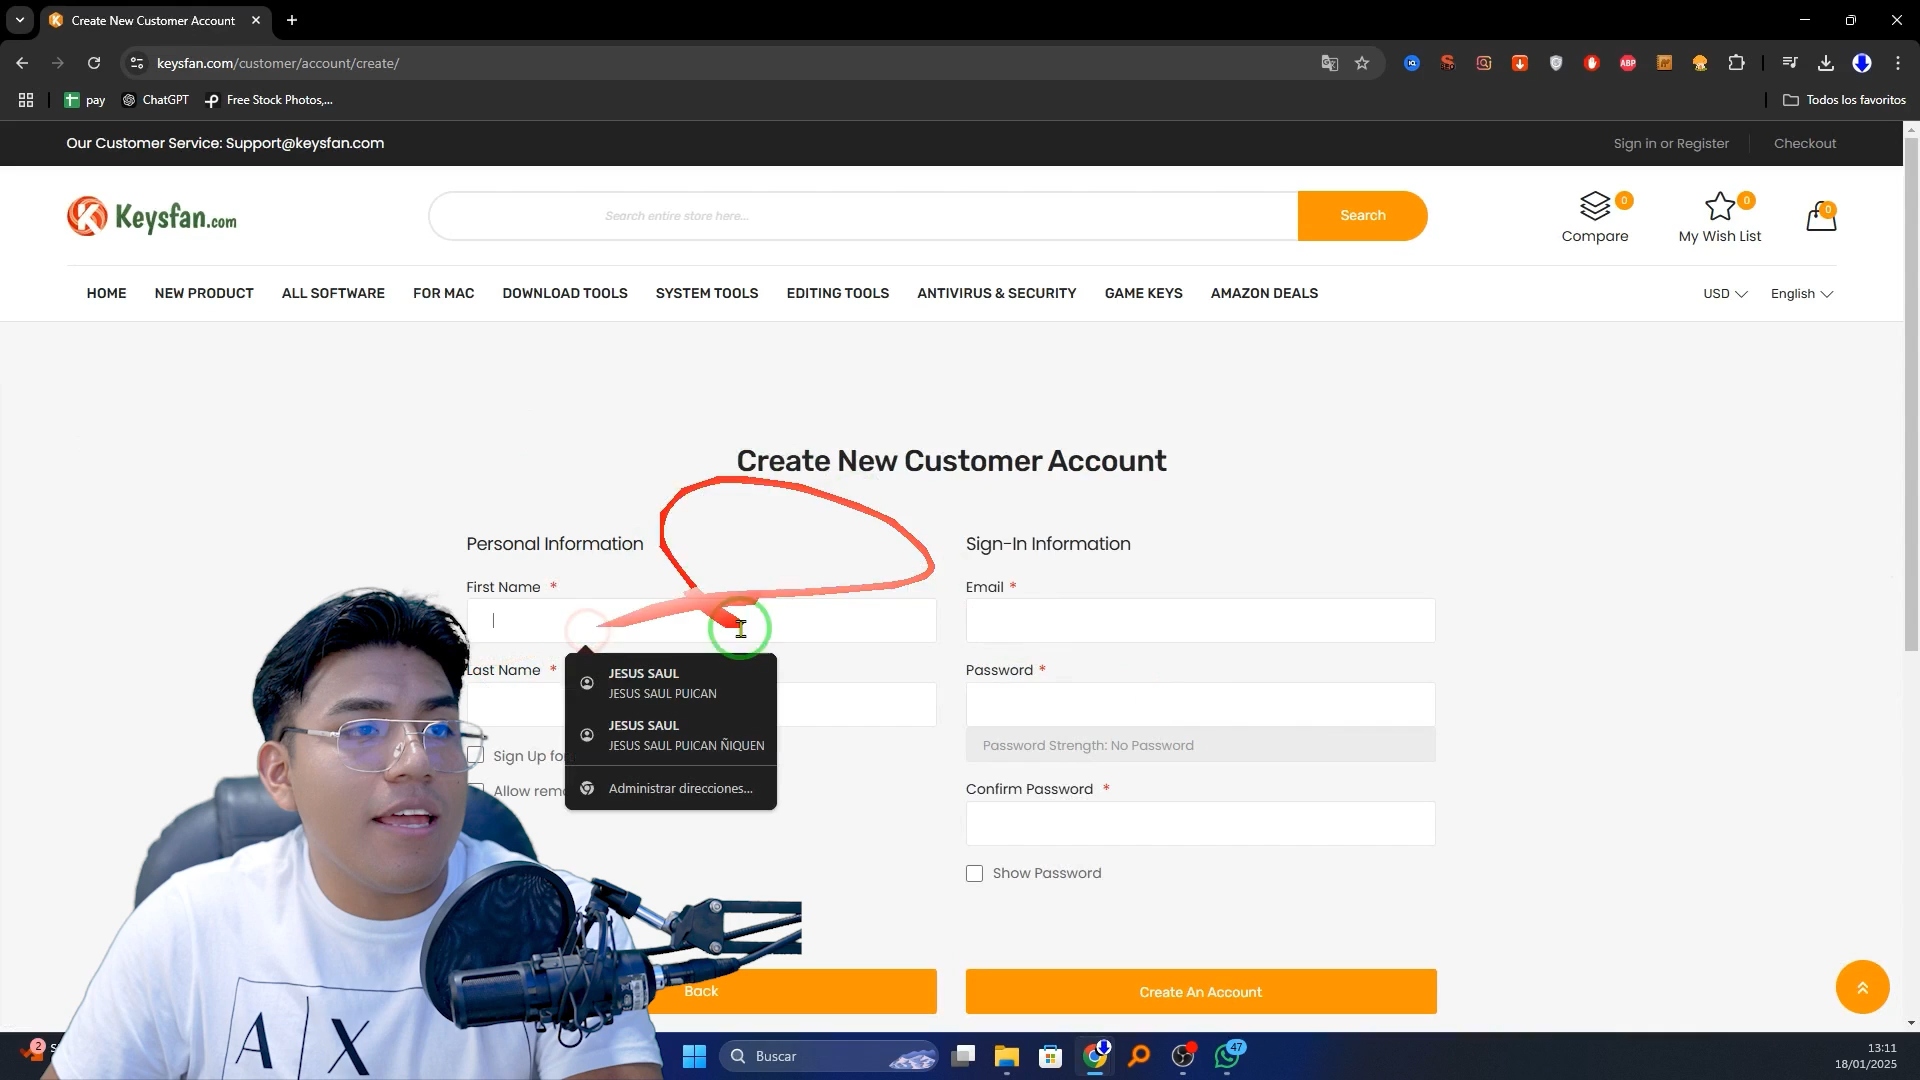 Create New Customer Account
keysfan.com/customer/account/create/
pay
ChatGPT
Free Stock Photos,...
Todos los favoritos
Our Customer Service: Support@keysfan.com
Sign in or Register
Checkout
Keysfan.com
Search entire store here...
Search
0
Compare
0
My Wish List
0
HOME
NEW PRODUCT
ALL SOFTWARE
FOR MAC
DOWNLOAD TOOLS
SYSTEM TOOLS
EDITING TOOLS
ANTIVIRUS & SECURITY
GAME KEYS
AMAZON DEALS
USD
English
Create New Customer Account
Personal Information
First Name *
Last Name *
JESUS SAUL
JESUS SAUL PUICAN
JESUS SAUL
JESUS SAUL PUICAN ÑIQUEN
Administrar direcciones...
Sign Up fo
Allow rem
Sign-In Information
Email *
Password *
Password Strength: No Password
Confirm Password *
Show Password
Back
Create An Account
A X
2
Buscar
47
13:11
18/01/2025
ABP